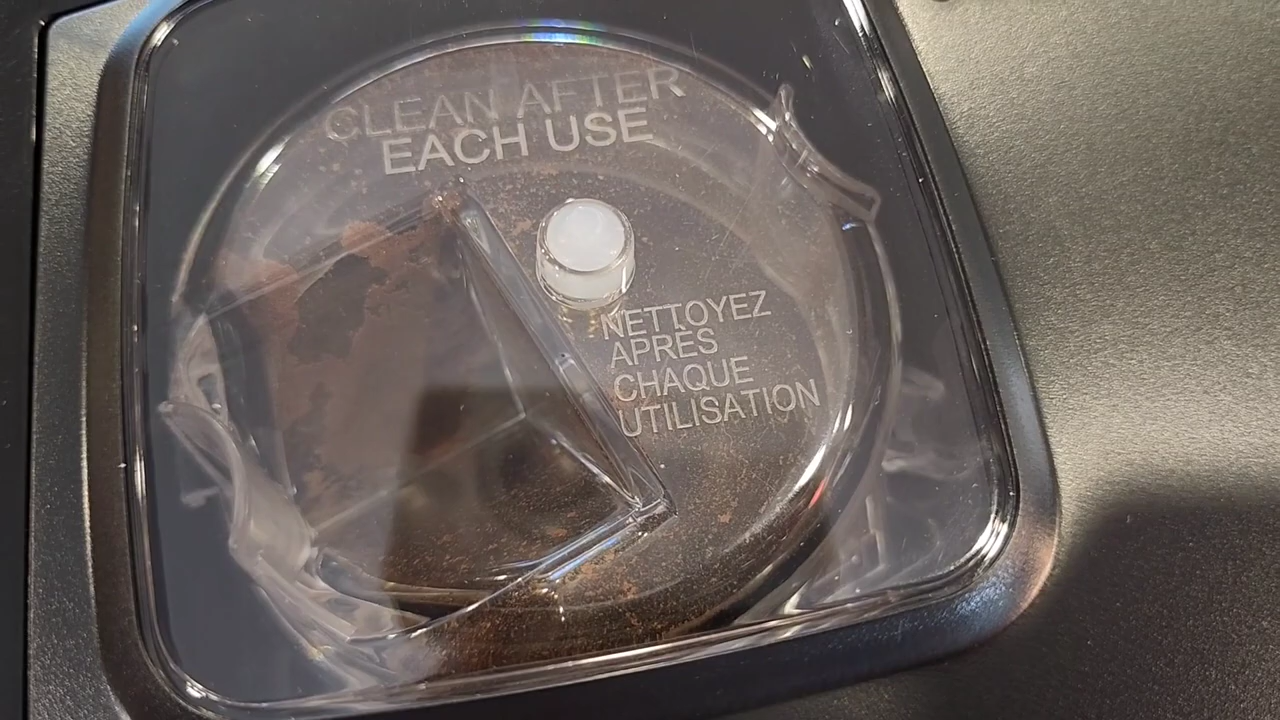 CLEAN AFTER
EACH USE
NETTOYEZ
APRÈS
CHAQUE
UTILISATION